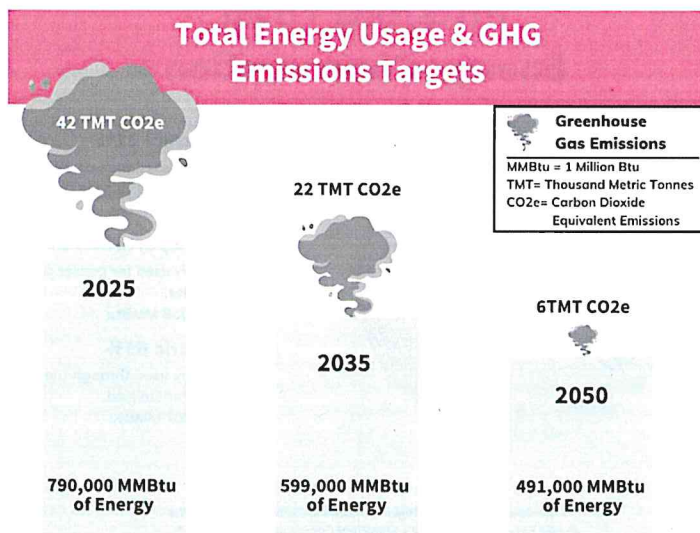 Total Energy Usage & GHG
Emissions Targets
42 TMT CO2e
Greenhouse
Gas Emissions
MMBtu = 1 Million Btu
TMT= Thousand Metric Tonnes
CO2e= Carbon Dioxide
Equivalent Emissions
22 TMT CO2e
2025
6TMT CO2e
2035
2050
790,000 MMBtu
of Energy
599,000 MMBtu
of Energy
491,000 MMBtu
of Energy